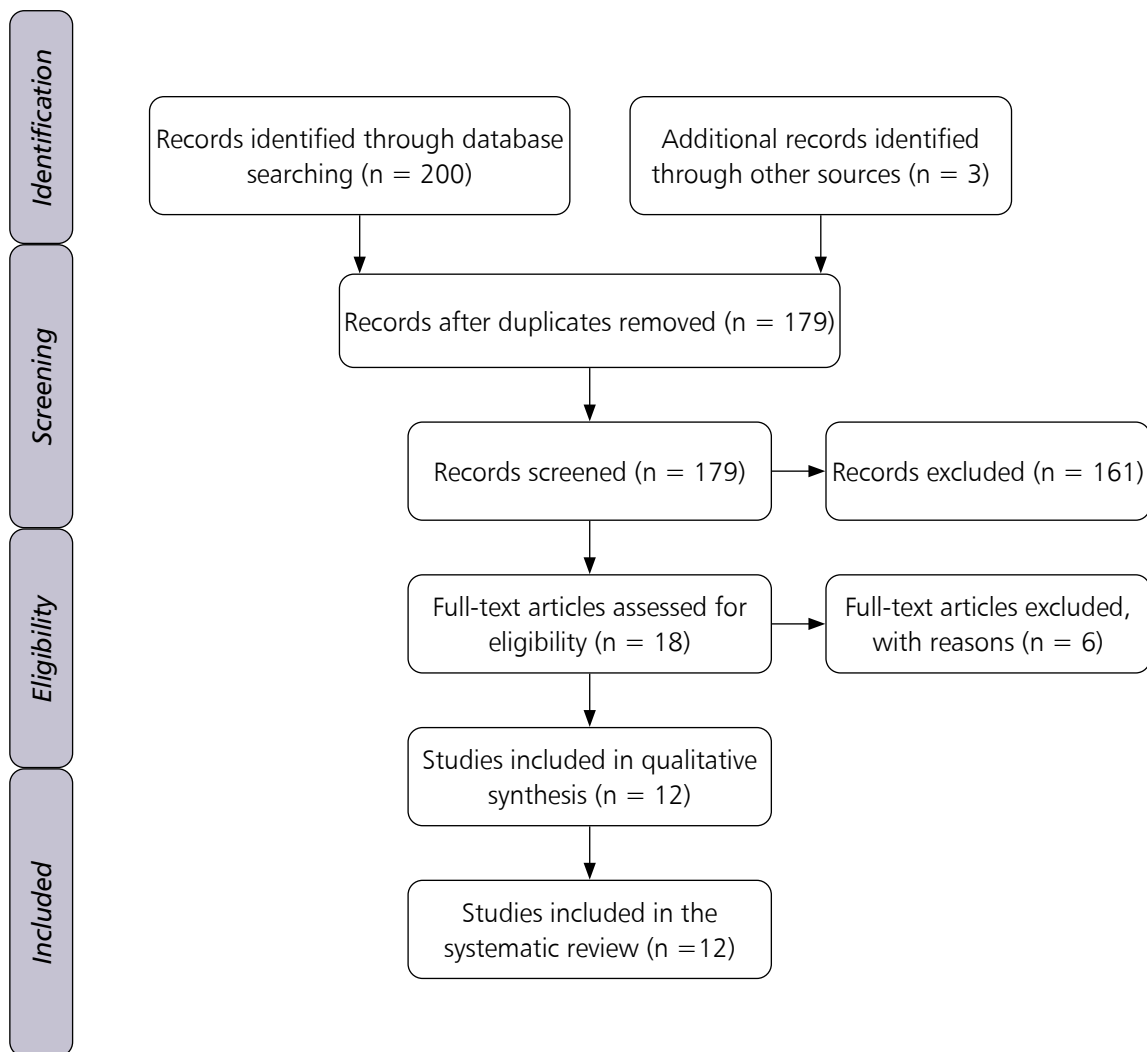 Identification
Records identified through database
searching (n = 200)
Additional records identified
through other sources (n = 3)
Screening
Records after duplicates removed (n = 179)
Records screened (n = 179)
Records excluded (n = 161)
Eligibility
Full-text articles assessed for
eligibility (n = 18)
Full-text articles excluded,
with reasons (n = 6)
Studies included in qualitative
synthesis (n = 12)
Included
Studies included in the
systematic review (n =12)